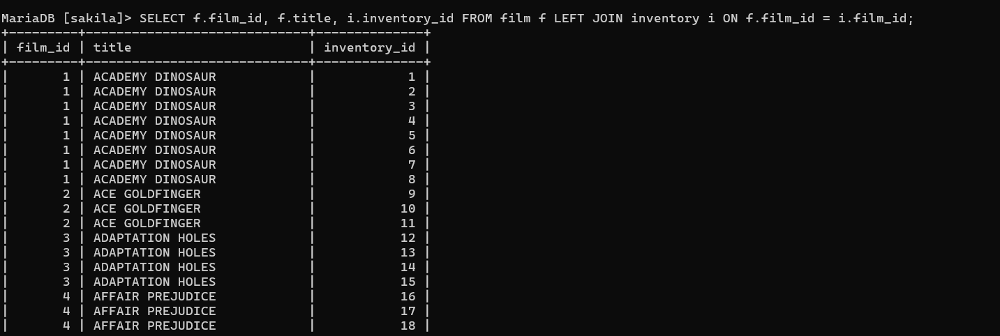 MariaDB [sakila]> SELECT f.film_id, f.title, i.inventory_id FROM film f LEFT JOIN inventory i ON f.film_id = i.film_id;
+---------+-----------------------------+--------------+
| film_id | title                       | inventory_id |
+---------+-----------------------------+--------------+
|       1 | ACADEMY DINOSAUR            |            1 |
|       1 | ACADEMY DINOSAUR            |            2 |
|       1 | ACADEMY DINOSAUR            |            3 |
|       1 | ACADEMY DINOSAUR            |            4 |
|       1 | ACADEMY DINOSAUR            |            5 |
|       1 | ACADEMY DINOSAUR            |            6 |
|       1 | ACADEMY DINOSAUR            |            7 |
|       1 | ACADEMY DINOSAUR            |            8 |
|       2 | ACE GOLDFINGER              |            9 |
|       2 | ACE GOLDFINGER              |           10 |
|       2 | ACE GOLDFINGER              |           11 |
|       3 | ADAPTATION HOLES            |           12 |
|       3 | ADAPTATION HOLES            |           13 |
|       3 | ADAPTATION HOLES            |           14 |
|       3 | ADAPTATION HOLES            |           15 |
|       4 | AFFAIR PREJUDICE            |           16 |
|       4 | AFFAIR PREJUDICE            |           17 |
|       4 | AFFAIR PREJUDICE            |           18 |